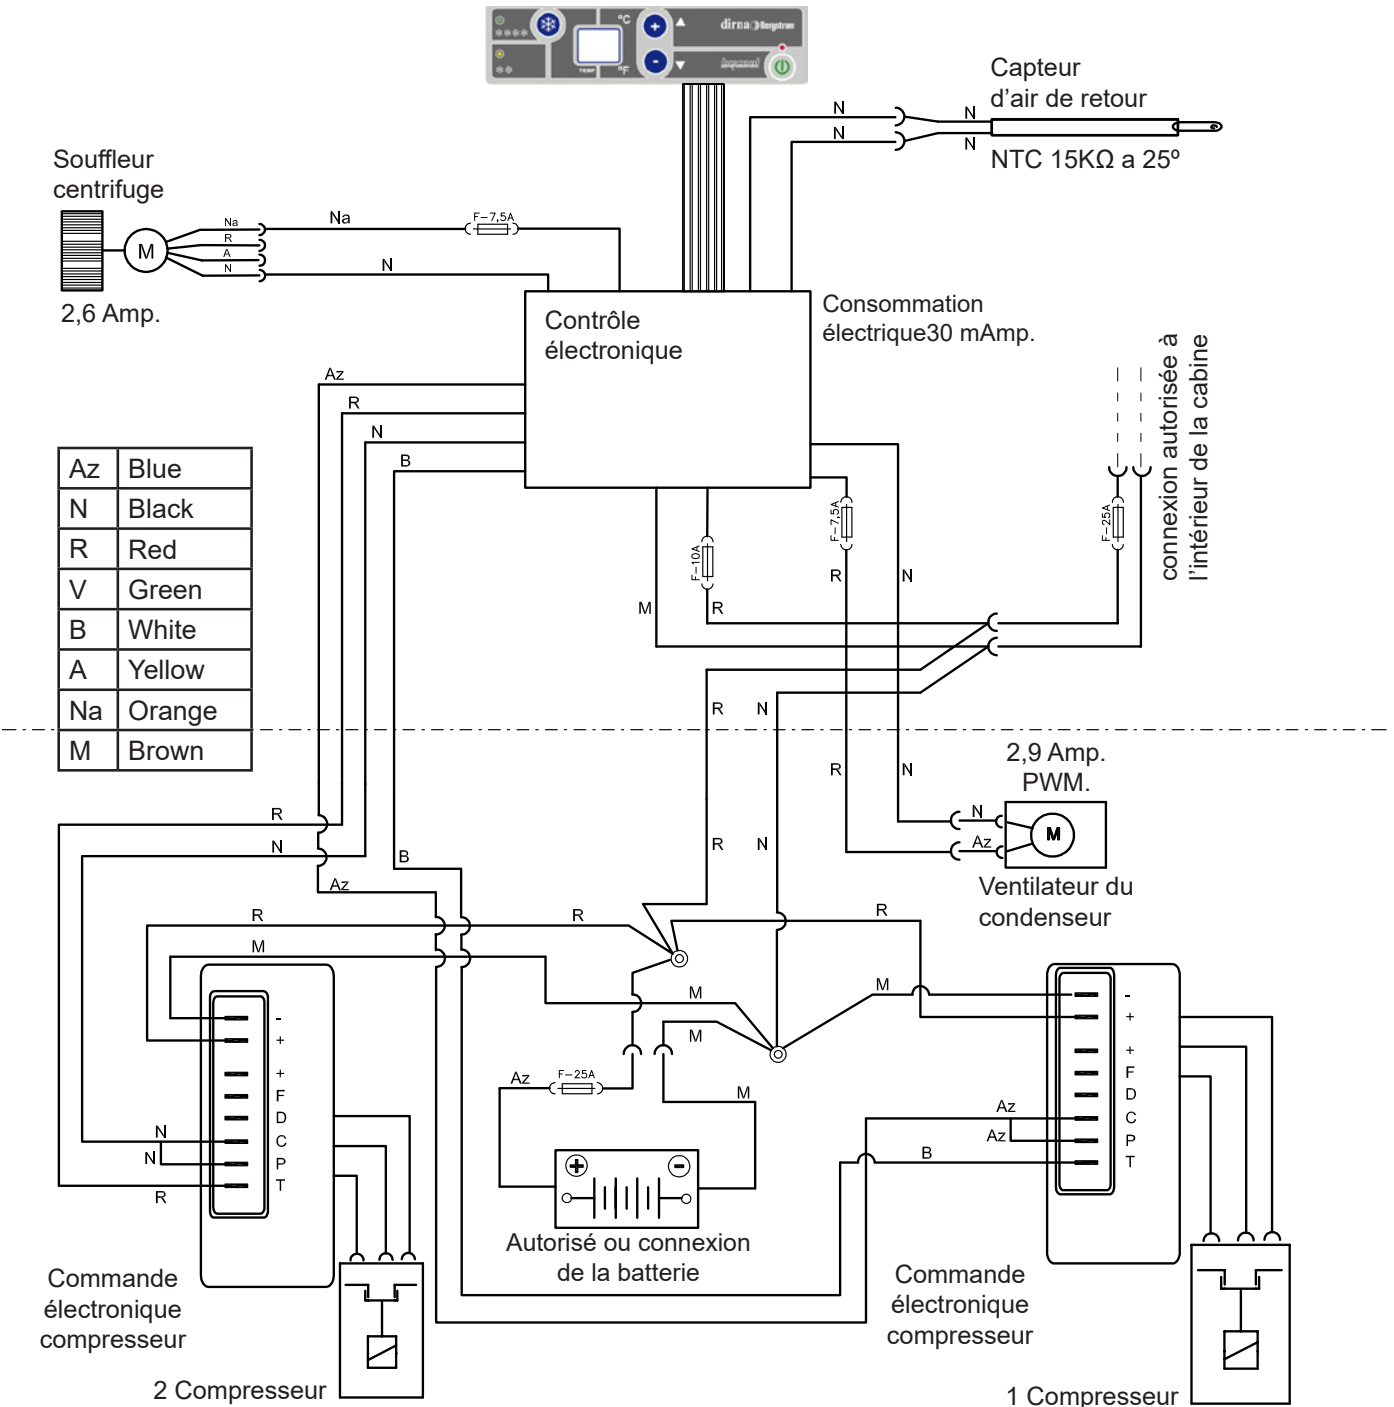 °C
dirna Bergstrom
TEMP
°F
Capteur
d'air de retour
N
N
N
N
NTC 15KΩ a 25º
Souffleur
centrifuge
Na
R
A
N
Na
F-7,5A
N
M
2,6 Amp.
Contrôle
électronique
Consommation
électrique30 mAmp.
connexion autorisée à
l'intérieur de la cabine
Az
R
N
B
Az Blue
N Black
R Red
V Green
B White
A Yellow
Na Orange
M Brown
F-10A
F-7,5A
F-25A
M
R
R
N
R
N
R
N
2,9 Amp.
PWM.
N
Az
M
Ventilateur du
condenseur
R
N
B
Az
R
N
R
R
R
M
M
M
M
-
+
+
F
D
C
P
T
N
N
R
Az
F-25A
M
+
-
Autorisé ou connexion
de la batterie
-
+
+
F
D
C
P
T
Az
Az
B
Commande
électronique
compresseur
2 Compresseur
Commande
électronique
compresseur
1 Compresseur